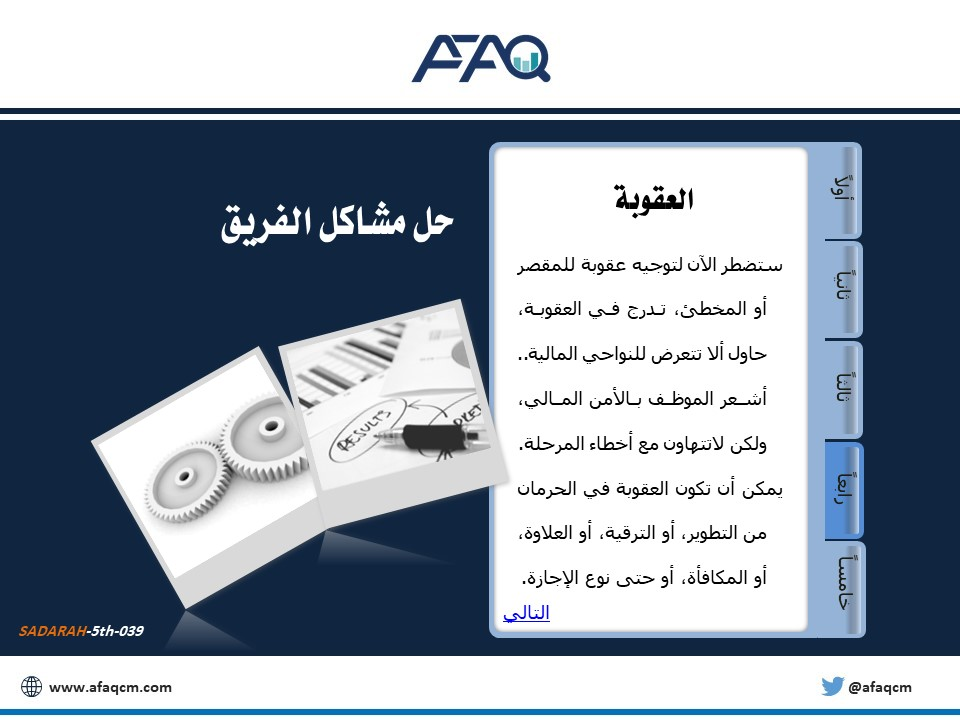 AFAQ
حل مشاكل الفريق
العقوبة
ستضطر الآن لتوجيه عقوبة للمقصر
أو المخطئ، تدرج في العقوبة،
حاول ألا تتعرض للنواحي المالية..
أشعر الموظف بالأمن المالي،
ولكن لاتتهاون مع أخطاء المرحلة.
يمكن أن تكون العقوبة في الحرمان
من التطوير، أو الترقية، أو العلاوة،
أو المكافأة، أو حتى نوع الإجازة.
التالي
أولاً
ثانياً
ثالثاً
رابعاً
خامساً
RESULTS
SADARAH-5th-039
www.afaqcm.com
@afaqcm